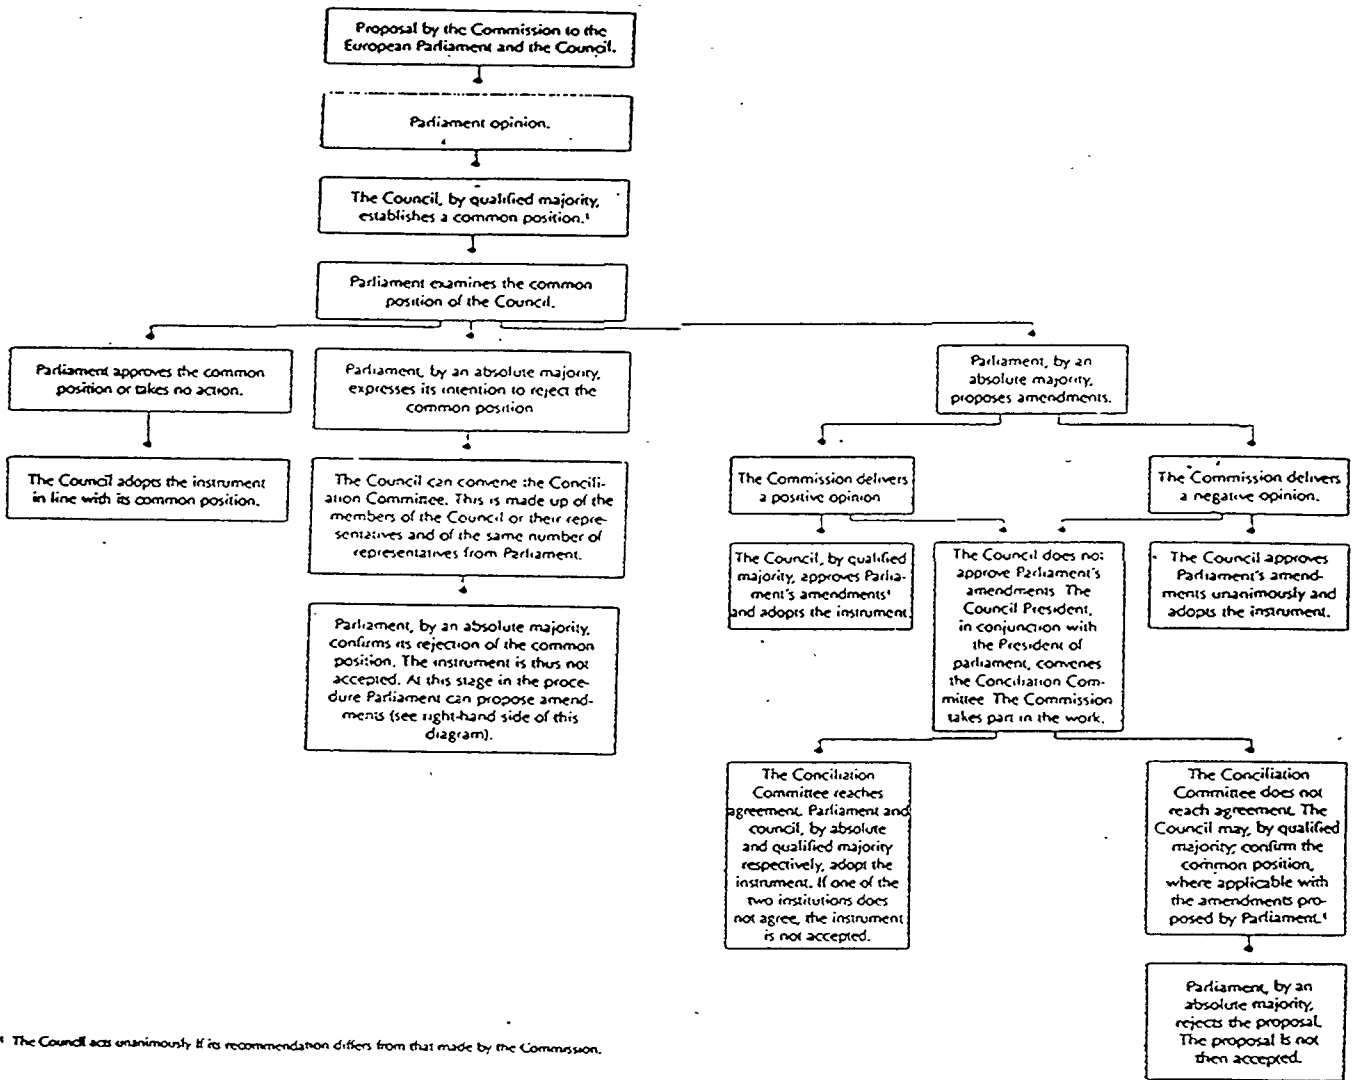 Proposal by the Commission to the
European Parliament and the Council.
Parliament opinion.
The Council, by qualified majority,
establishes a common position.¹
Parliament examines the common
position of the Council.
Parliament approves the common
position or takes no action.
The Council adopts the instrument
in line with its common position.
Parliament, by an absolute majority,
expresses its intention to reject the
common position
The Council can convene the Concili-
ation Committee. This is made up of the
members of the Council or their repre-
sentatives and of the same number of
representatives from Parliament.
Parliament, by an absolute majority,
confirms its rejection of the common
position. The instrument is thus not
accepted. At this stage in the proce-
dure Parliament can propose amend-
ments (see right-hand side of this
diagram).
Parliament, by an
absolute majority,
proposes amendments.
The Commission delivers
a positive opinion
The Commission delivers
a negative opinion.
The Council, by qualified
majority, approves Parlia-
ment's amendments¹
and adopts the instrument.
The Council does not
approve Parliament's
amendments. The
Council President,
in conjunction with
the President of
parliament, convenes
the Conciliation Com-
mittee. The Commission
takes part in the work.
The Council approves
Parliament's amend-
ments unanimously and
adopts the instrument.
The Conciliation
Committee reaches
agreement. Parliament and
council, by absolute
and qualified majority
respectively, adopt the
instrument. If one of the
two institutions does
not agree, the instrument
is not accepted.
The Conciliation
Committee does not
reach agreement. The
Council may, by qualified
majority, confirm the
common position,
where applicable with
the amendments pro-
posed by Parliament.¹
Parliament, by an
absolute majority,
rejects the proposal.
The proposal is not
then accepted.
¹ The Council acts unanimously if its recommendation differs from that made by the Commission.